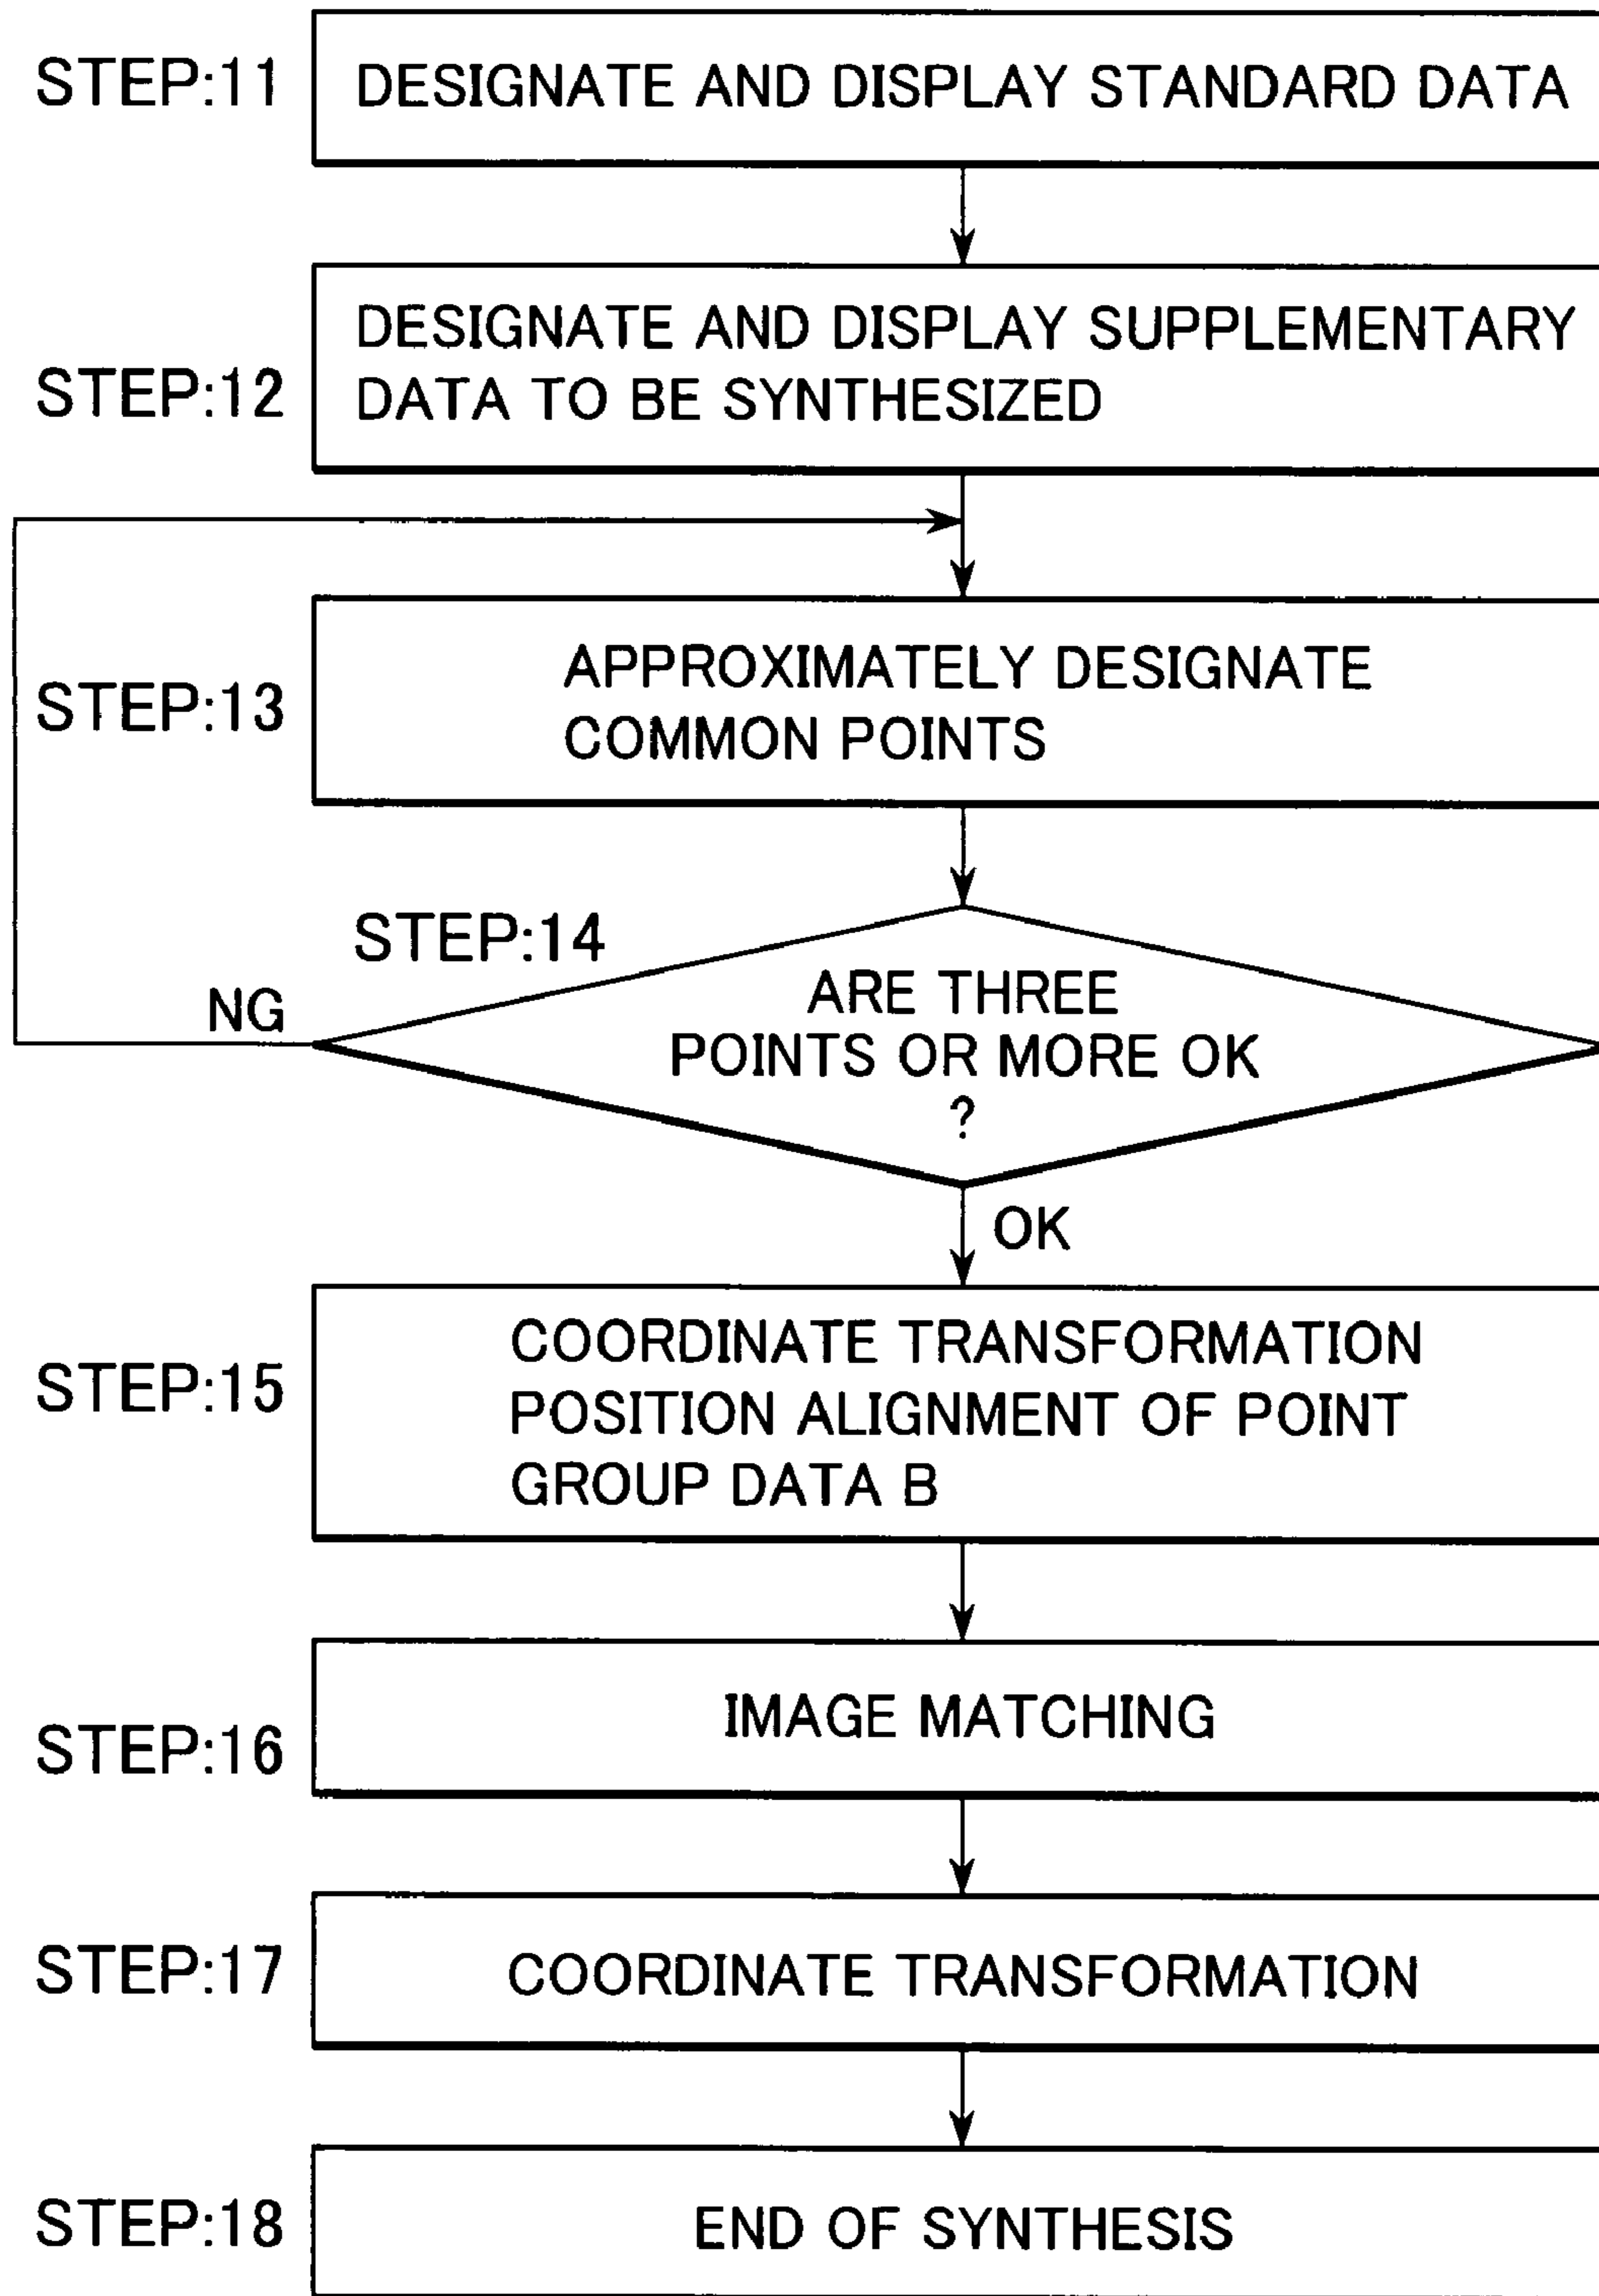 STEP:11
DESIGNATE AND DISPLAY STANDARD DATA
STEP:12
DESIGNATE AND DISPLAY SUPPLEMENTARY
DATA TO BE SYNTHESIZED
STEP:13
APPROXIMATELY DESIGNATE
COMMON POINTS
STEP:14
NG
ARE THREE
POINTS OR MORE OK
?
OK
STEP:15
COORDINATE TRANSFORMATION
POSITION ALIGNMENT OF POINT
GROUP DATA B
STEP:16
IMAGE MATCHING
STEP:17
COORDINATE TRANSFORMATION
STEP:18
END OF SYNTHESIS